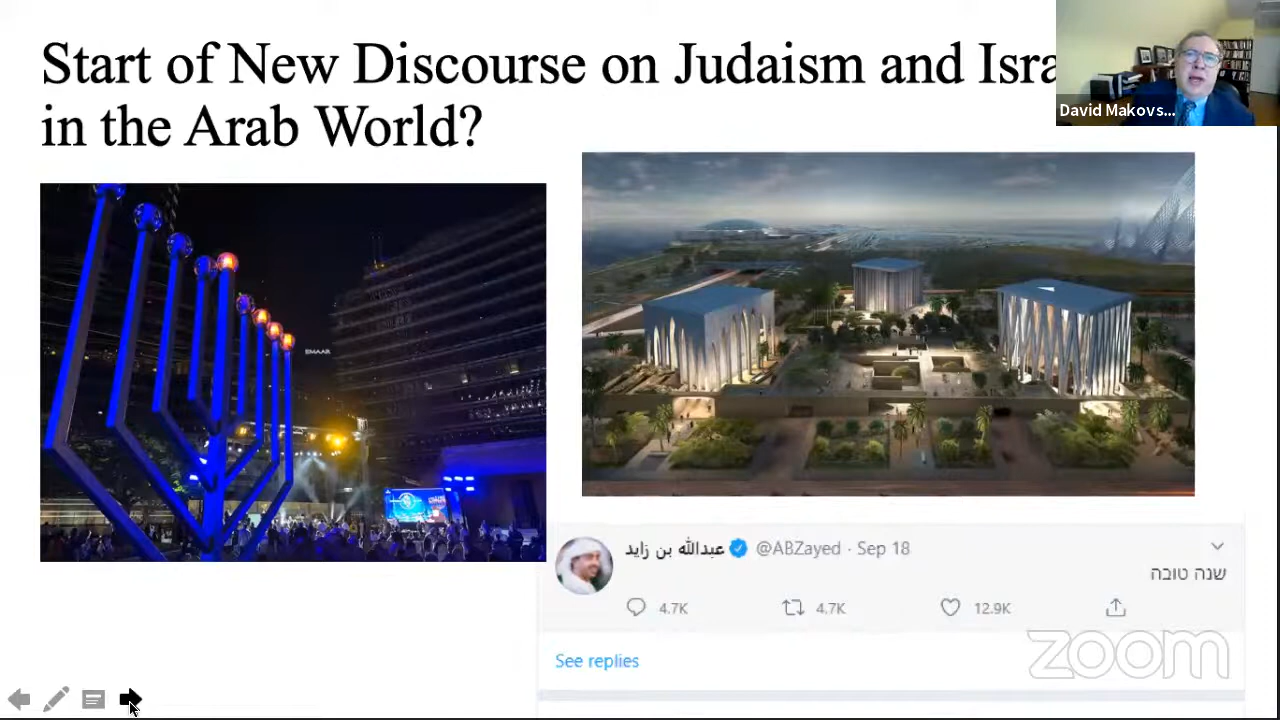 Start of New Discourse on Judaism and Isra
in the Arab World?
David Makovs...
EMAAR
عبدالله بن زايد @ABZayed · Sep 18
שנה טובה
4.7K 4.7K 12.9K
See replies
zoom